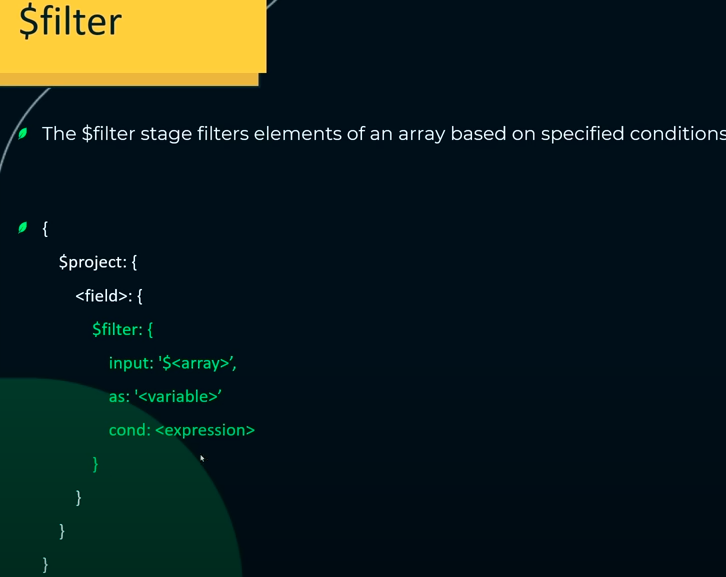 $filter
The $filter stage filters elements of an array based on specified conditions
{
$project: {
<field>: {
$filter: {
input: '$<array>’,
as: '<variable>’
cond: <expression>
}
}
}
}